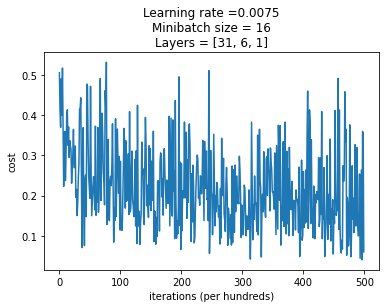 Learning rate =0.0075
Minibatch size = 16
Layers = [31, 6, 1]
0.5
0.4
0.3
0.2
0.1
cost
0
100
200
300
400
500
iterations (per hundreds)